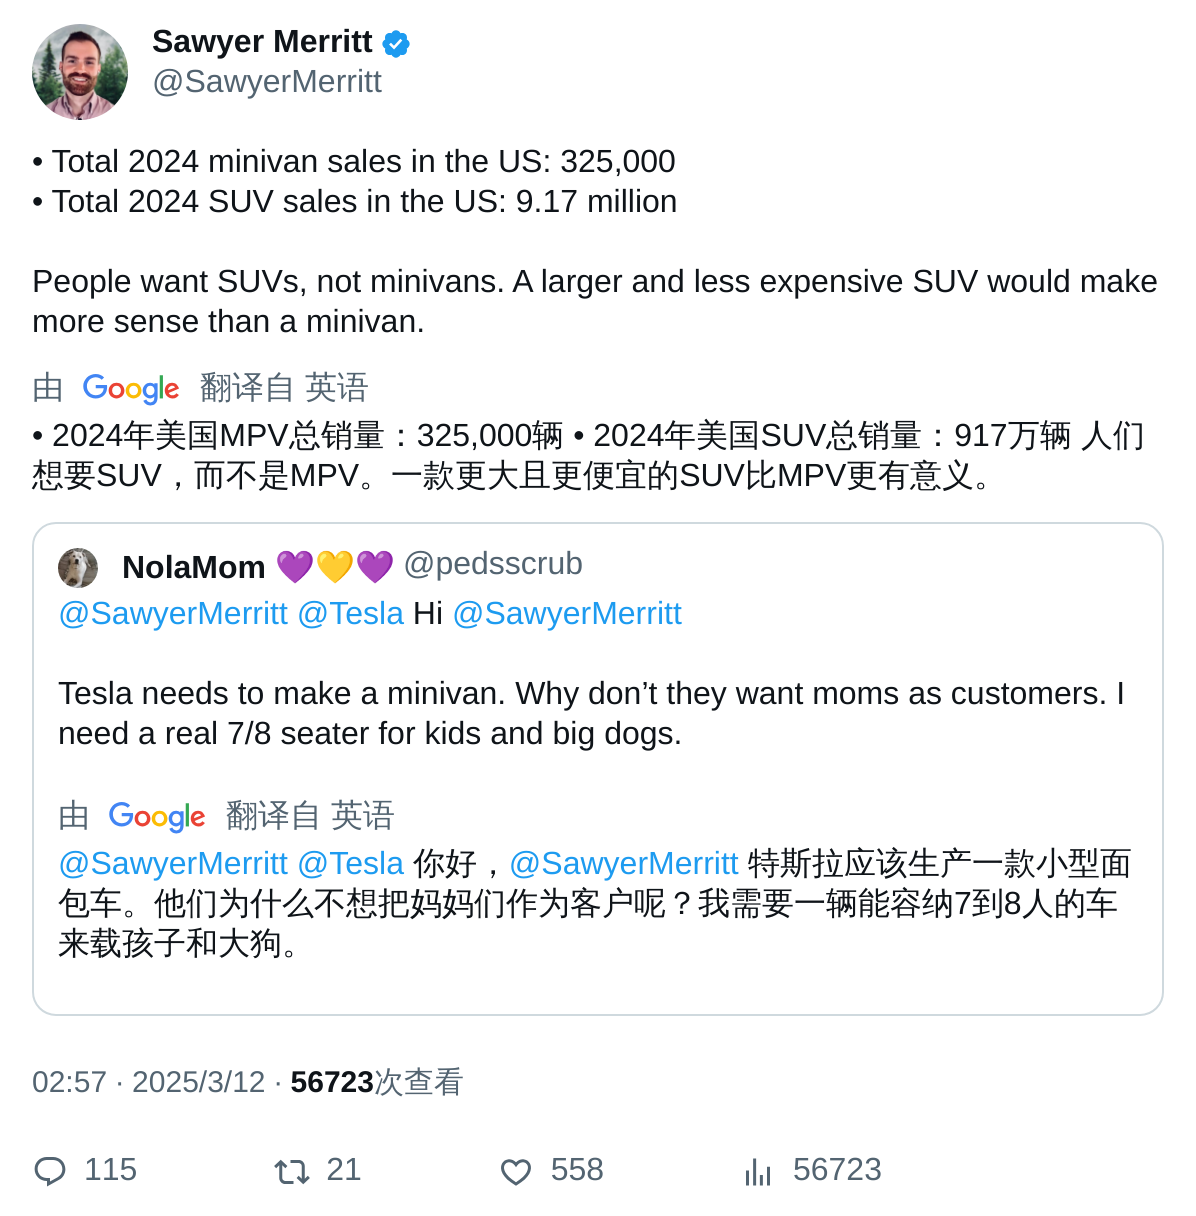 Sawyer Merritt
@SawyerMerritt
• Total 2024 minivan sales in the US: 325,000
• Total 2024 SUV sales in the US: 9.17 million
People want SUVs, not minivans. A larger and less expensive SUV would make
more sense than a minivan.
由 Google 翻译自 英语
• 2024年美国MPV总销量：325,000辆 • 2024年美国SUV总销量：917万辆 人们
想要SUV，而不是MPV。一款更大且更便宜的SUV比MPV更有意义。
NolaMom 💜💛💜 @pedsscrub
@SawyerMerritt @Tesla Hi @SawyerMerritt
Tesla needs to make a minivan. Why don’t they want moms as customers. I
need a real 7/8 seater for kids and big dogs.
由 Google 翻译自 英语
@SawyerMerritt @Tesla 你好，@SawyerMerritt 特斯拉应该生产一款小型面
包车。他们为什么不想把妈妈们作为客户呢？我需要一辆能容纳7到8人的车
来载孩子和大狗。
02:57 · 2025/3/12 · 56723次查看
115 21 558 56723